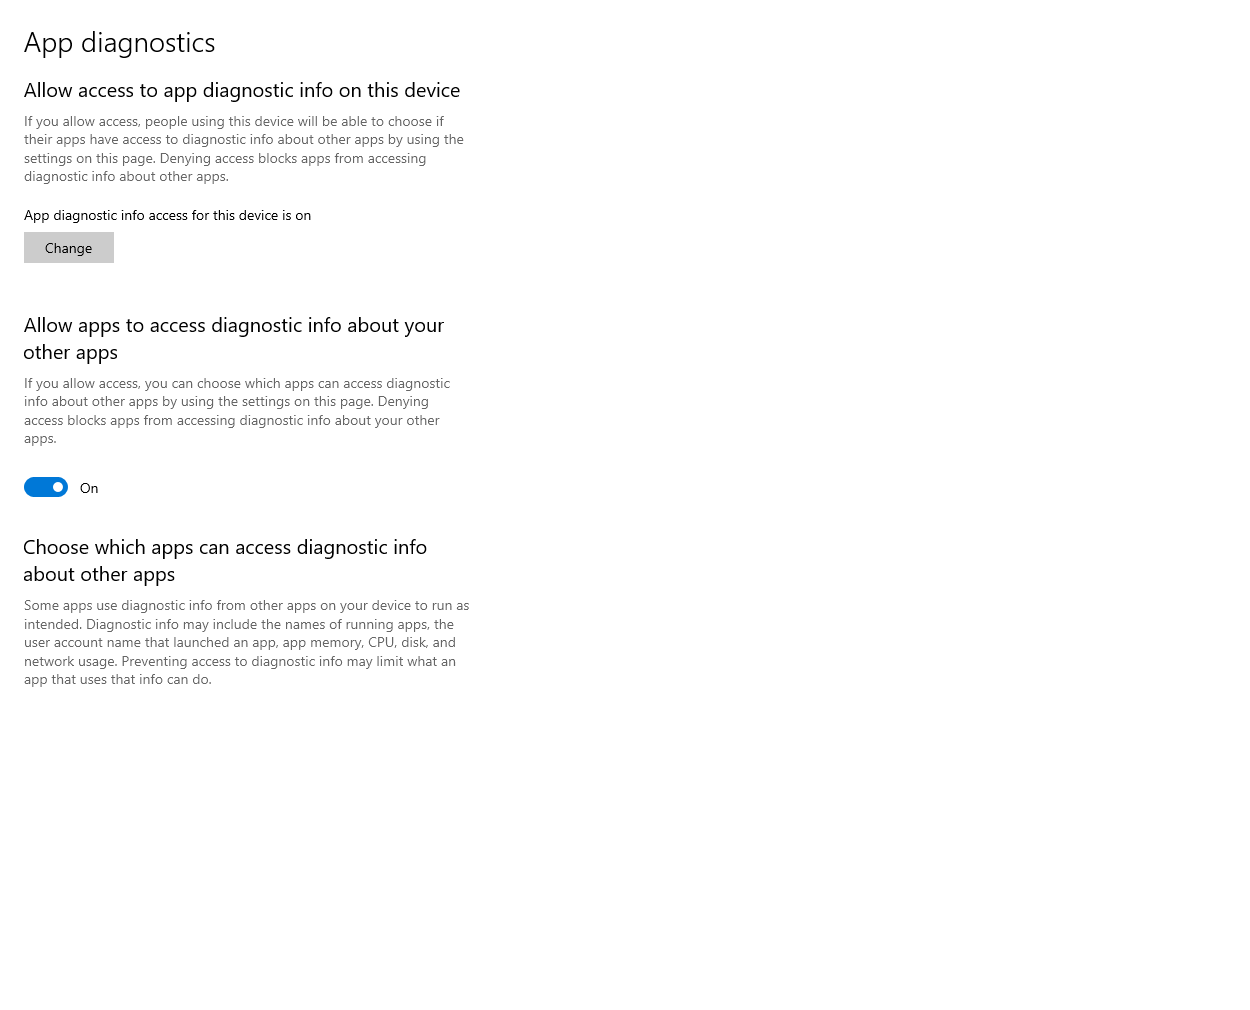 App diagnostics
Allow access to app diagnostic info on this device
If you allow access, people using this device will be able to choose if
their apps have access to diagnostic info about other apps by using the
settings on this page. Denying access blocks apps from accessing
diagnostic info about other apps.
App diagnostic info access for this device is on
Change
Allow apps to access diagnostic info about your
other apps
If you allow access, you can choose which apps can access diagnostic
info about other apps by using the settings on this page. Denying
access blocks apps from accessing diagnostic info about your other
apps.
On
Choose which apps can access diagnostic info
about other apps
Some apps use diagnostic info from other apps on your device to run as
intended. Diagnostic info may include the names of running apps, the
user account name that launched an app, app memory, CPU, disk, and
network usage. Preventing access to diagnostic info may limit what an
app that uses that info can do.